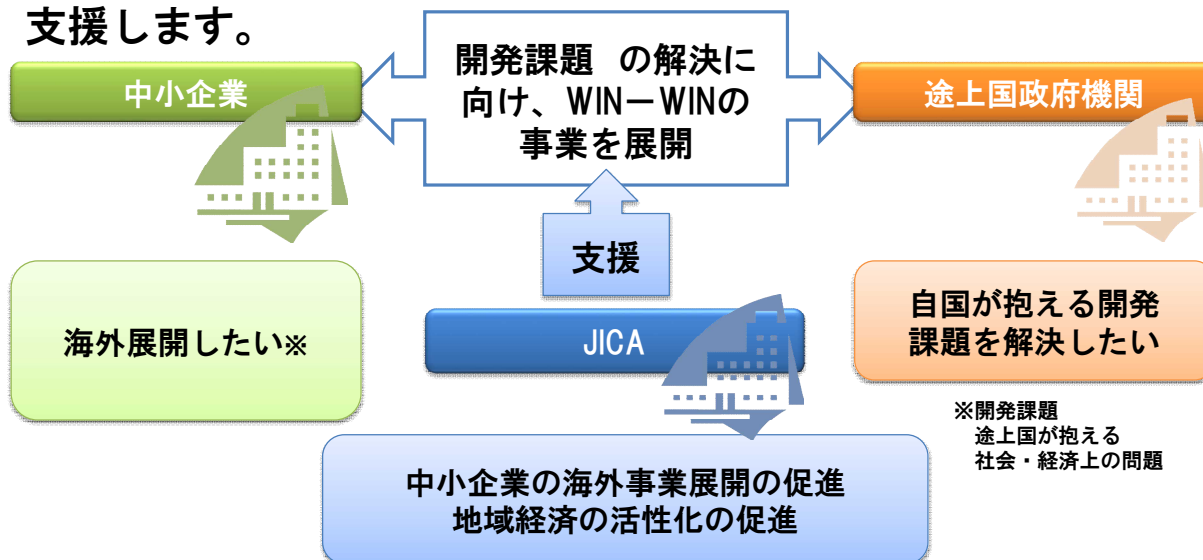 支援します。
中小企業
開発課題 の解決に
向け、WIN－WINの
事業を展開
途上国政府機関
支援
海外展開したい※
JICA
自国が抱える開発
課題を解決したい
※開発課題
途上国が抱える
社会・経済上の問題
中小企業の海外事業展開の促進
地域経済の活性化の促進